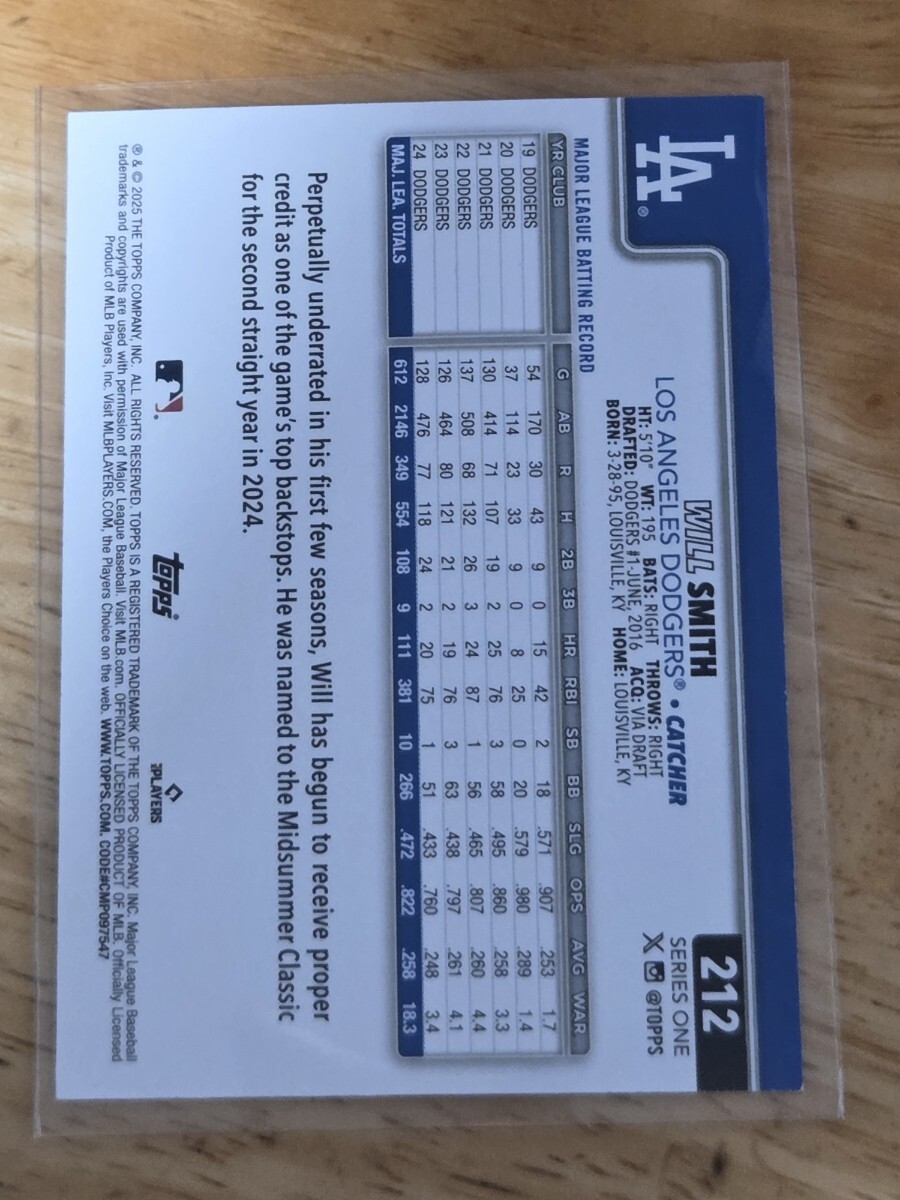 LA®
212
WILL SMITH
SERIES ONE
LOS ANGELES DODGERS® • CATCHER
X @TOPPS
HT: 5'10" WT: 195 BATS: RIGHT THROWS: RIGHT
DRAFTED: DODGERS #1-JUNE, 2016 ACQ: VIA DRAFT
BORN: 3-28-95, LOUISVILLE, KY HOME: LOUISVILLE, KY
MAJOR LEAGUE BATTING RECORD
YR CLUB G AB R H 2B 3B HR RBI SB BB SLG OPS AVG WAR
19 DODGERS 54 170 30 43 9 0 15 42 2 18 .571 .907 .253 1.7
20 DODGERS 37 114 23 33 9 0 8 25 0 20 .579 .980 .289 1.4
21 DODGERS 130 414 71 107 19 2 25 76 3 58 .495 .860 .258 3.3
22 DODGERS 137 508 68 132 26 3 24 87 1 56 .465 .807 .260 4.4
23 DODGERS 126 464 80 121 21 2 19 76 3 63 .438 .797 .261 4.1
24 DODGERS 128 476 77 118 24 2 20 75 1 51 .433 .760 .248 3.4
MAJ. LEA. TOTALS 612 2146 349 554 108 9 111 381 10 266 .472 .822 .258 18.3
Perpetually underrated in his first few seasons, Will has begun to receive proper
credit as one of the game's top backstops. He was named to the Midsummer Classic
for the second straight year in 2024.
topps®
PLAYERS
® & © 2025 THE TOPPS COMPANY, INC. ALL RIGHTS RESERVED. TOPPS IS A REGISTERED TRADEMARK OF THE TOPPS COMPANY, INC. Major League Baseball
trademarks and copyrights are used with permission of Major League Baseball. Visit MLB.com. OFFICIALLY LICENSED PRODUCT OF MLB. Officially Licensed
Product of MLB Players, Inc. Visit MLBPLAYERS.COM, the Players Choice on the web. WWW.TOPPS.COM. CODE#CMP097547